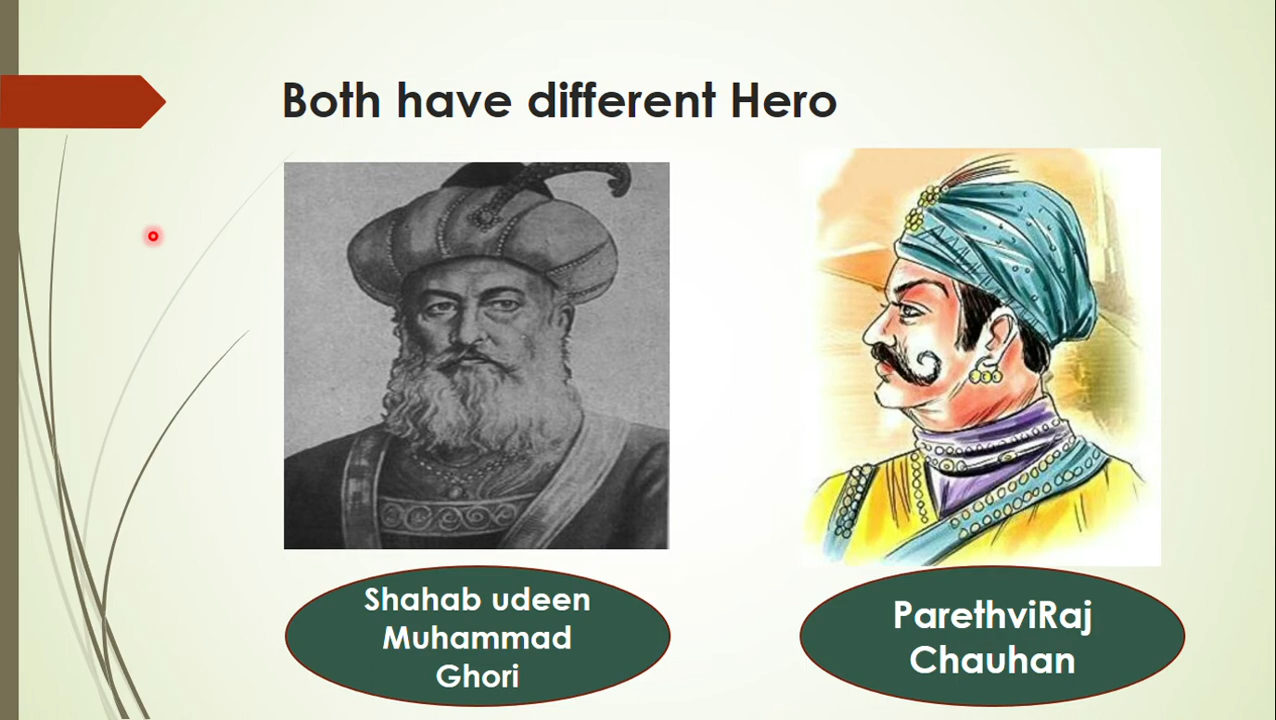 Both have different Hero
Shahab udeen
Muhammad
Ghori
ParethviRaj
Chauhan